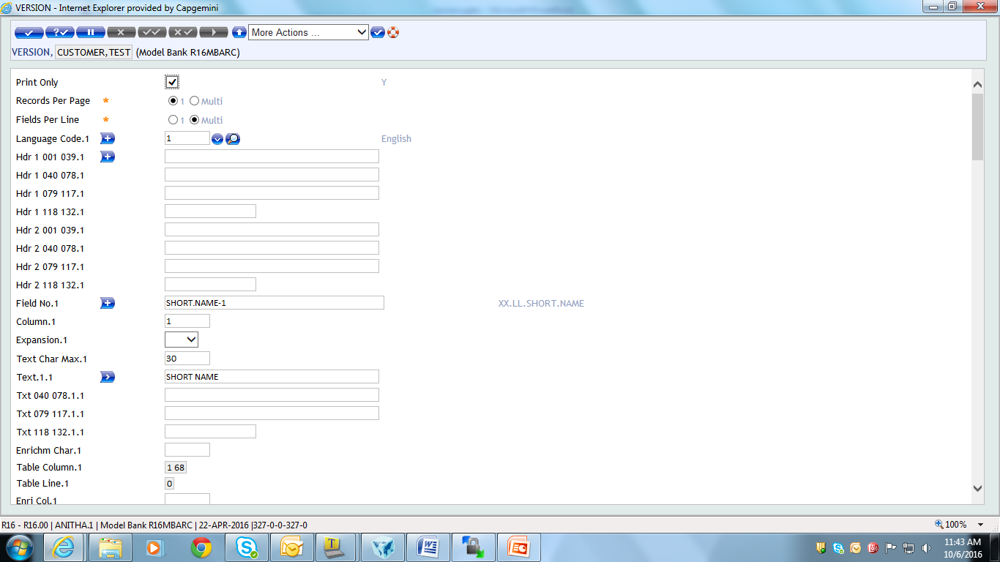 VERSION - Internet Explorer provided by Capgemini
More Actions ...
VERSION, CUSTOMER,TEST (Model Bank R16MBARC)
Print Only Y
Records Per Page * 1 Multi
Fields Per Line * 1 Multi
Language Code.1 1 English
Hdr 1 001 039.1
Hdr 1 040 078.1
Hdr 1 079 117.1
Hdr 1 118 132.1
Hdr 2 001 039.1
Hdr 2 040 078.1
Hdr 2 079 117.1
Hdr 2 118 132.1
Field No.1 SHORT.NAME-1 XX.LL.SHORT.NAME
Column.1 1
Expansion.1
Text Char Max.1 30
Text.1.1 SHORT NAME
Txt 040 078.1.1
Txt 079 117.1.1
Txt 118 132.1.1
Enrichm Char.1
Table Column.1 1 68
Table Line.1 0
Enri Col.1
R16 - R16.00 | ANITHA.1 | Model Bank R16MBARC | 22-APR-2016 |327-0-0-327-0 100%
11:43 AM
10/6/2016